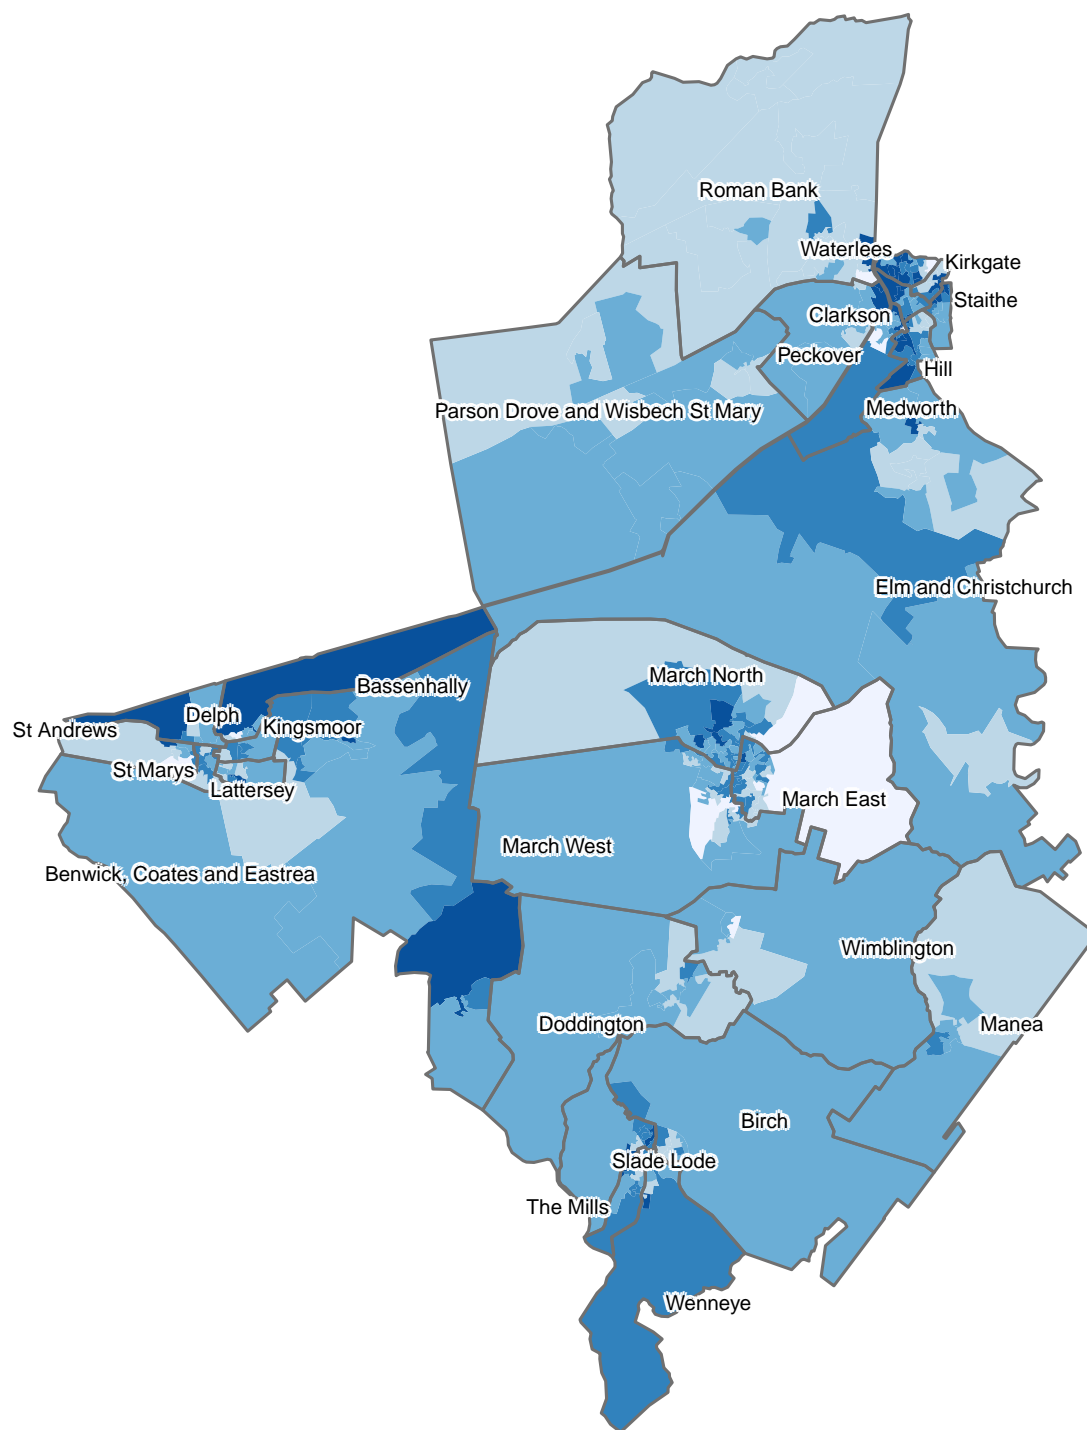 Roman Bank
Waterlees
Kirkgate
Staithe
Clarkson
Peckover
Hill
Medworth
Parson Drove and Wisbech St Mary
Elm and Christchurch
March North
Bassenhally
Delph
Kingsmoor
St Andrews
St Marys
Lattersey
March East
March West
Benwick, Coates and Eastrea
Wimblington
Manea
Doddington
Birch
Slade Lode
The Mills
Wenneye